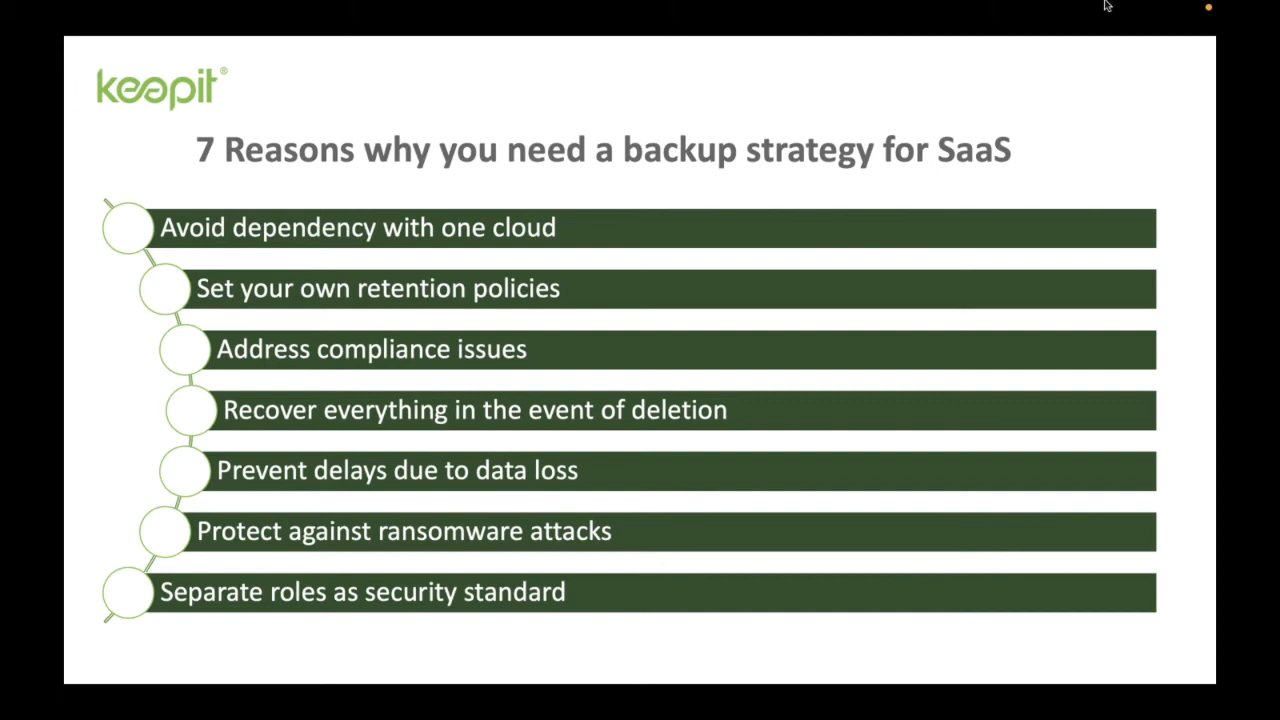 keepit®
7 Reasons why you need a backup strategy for SaaS
Avoid dependency with one cloud
Set your own retention policies
Address compliance issues
Recover everything in the event of deletion
Prevent delays due to data loss
Protect against ransomware attacks
Separate roles as security standard